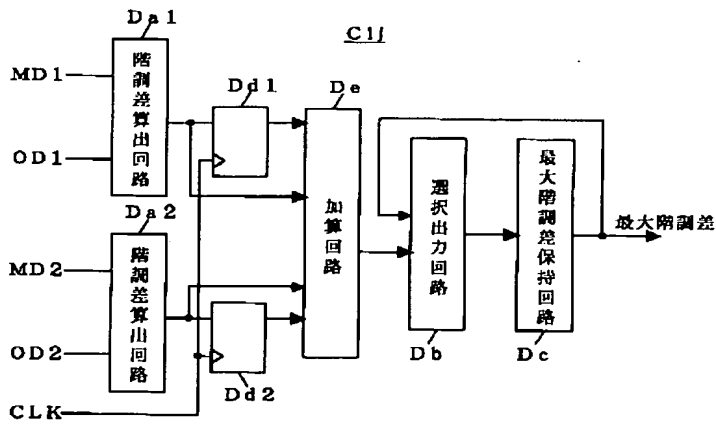 Da1
C1j
MD1
OD1
階調差算出回路
Dd1
De
加算回路
選択出力回路
最大階調差保持回路
最大階調差
Da2
MD2
OD2
階調差算出回路
Dd2
Db
Dc
CLK